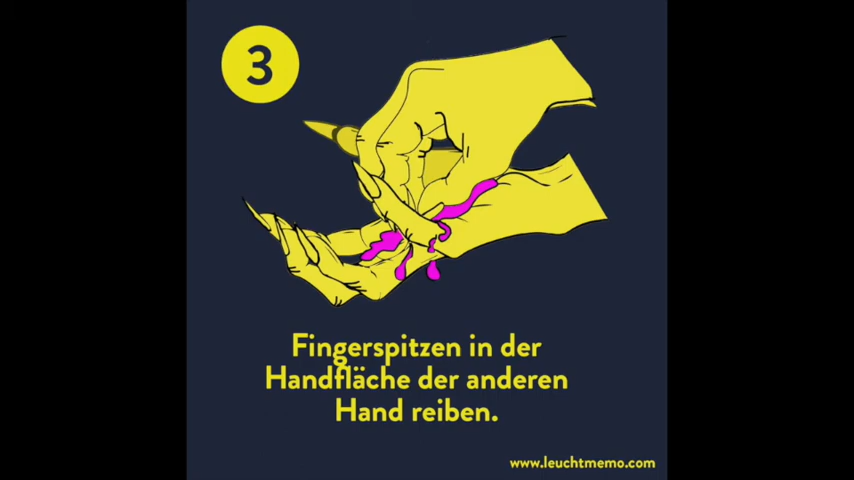 3
Fingerspitzen in der
Handfläche der anderen
Hand reiben.
www.leuchtmemo.com